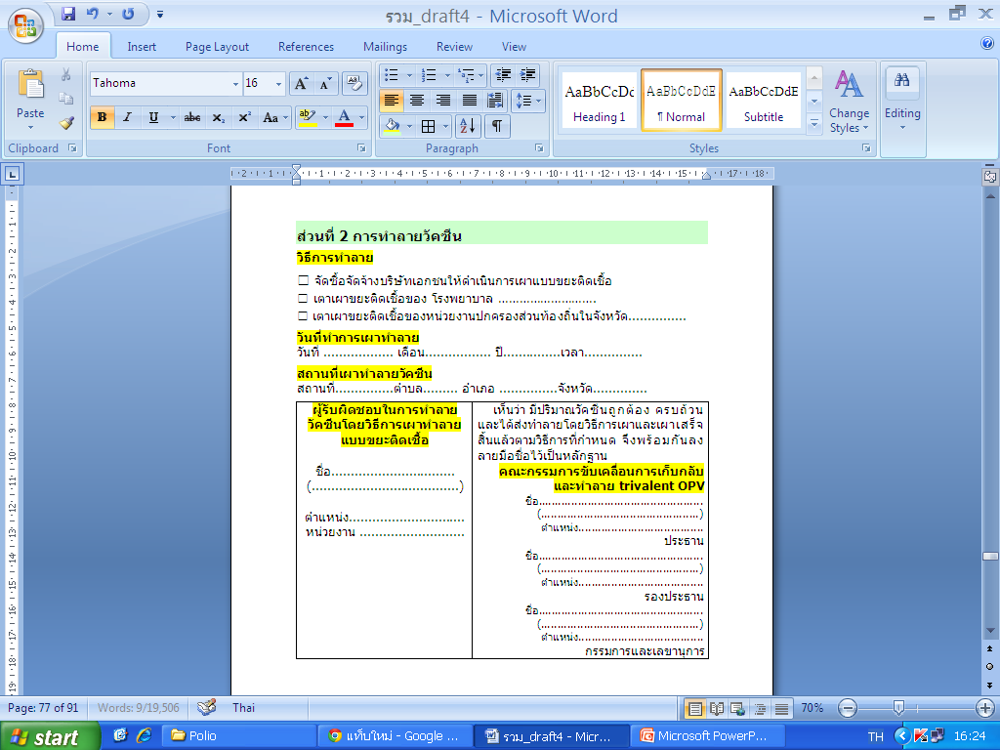 รวม_draft4 - Microsoft Word
Home Insert Page Layout References Mailings Review View
Paste
Clipboard
Tahoma 16
B I U abc X₂ X² Aa
Font
Paragraph
AaBbCcDc AaBbCcDdE AaBbCcDdE
Heading 1 ¶ Normal Subtitle
Change Styles
Styles
Editing
ส่วนที่ 2 การทำลายวัคซีน
วิธีการทำลาย
☐ จัดซื้อจัดจ้างบริษัทเอกชนให้ดำเนินการเผาแบบขยะติดเชื้อ
☐ เตาเผาขยะติดเชื้อของ โรงพยาบาล ...........................
☐ เตาเผาขยะติดเชื้อของหน่วยงานปกครองส่วนท้องถิ่นในจังหวัด...............
วันที่ทำการเผาทำลาย
วันที่ .................. เดือน................. ปี...............เวลา...............
สถานที่เผาทำลายวัคซีน
สถานที่...............ตำบล......... อำเภอ ...............จังหวัด..............
ผู้รับผิดชอบในการทำลาย
วัคซีนโดยวิธีการเผาทำลาย
แบบขยะติดเชื้อ
ชื่อ................................
(.......................................)
ตำแหน่ง..............................
หน่วยงาน ...........................
เห็นว่า มีปริมาณวัคซีนถูกต้อง ครบถ้วน
และได้ส่งทำลายโดยวิธีการเผาและเผาเสร็จ
สิ้นแล้วตามวิธีการที่กำหนด จึงพร้อมกันลง
ลายมือชื่อไว้เป็นหลักฐาน
คณะกรรมการขับเคลื่อนการเก็บกลับ
และทำลาย trivalent OPV
ชื่อ...................................................
(.................................................)
ตำแหน่ง.......................................
ประธาน
ชื่อ...................................................
(.................................................)
ตำแหน่ง.......................................
รองประธาน
ชื่อ...................................................
(.................................................)
ตำแหน่ง.......................................
กรรมการและเลขานุการ
Page: 77 of 91 Words: 9/19,506 Thai 70%
start Polio แท็บใหม่ - Google ... รวม_draft4 - Micr... Microsoft PowerP... TH 16:24